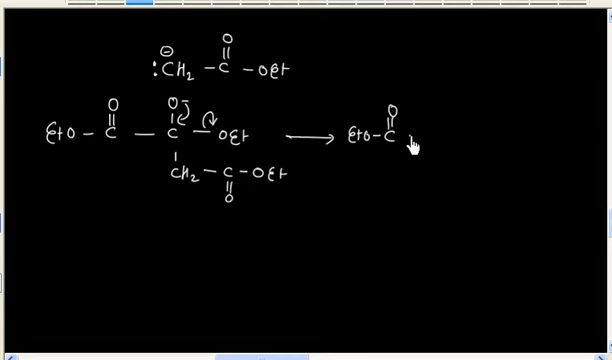 O
:CH₂ – C – OEt
O O⁻ O
EtO – C – C – OEt ⟶ EtO – C
CH₂ – C – OEt
O